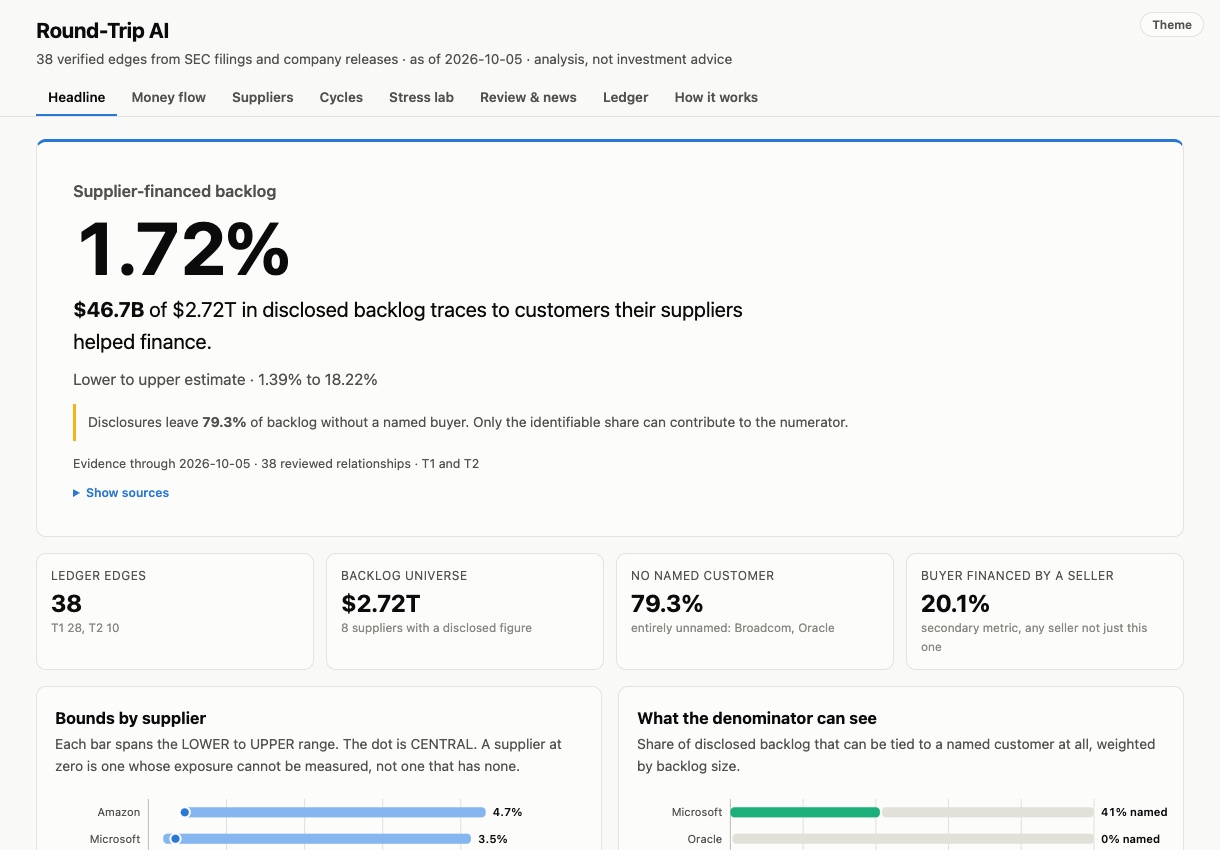 Round-Trip AI
Theme
38 verified edges from SEC filings and company releases · as of 2026-10-05 · analysis, not investment advice
Headline Money flow Suppliers Cycles Stress lab Review & news Ledger How it works
Supplier-financed backlog
1.72%
$46.7B of $2.72T in disclosed backlog traces to customers their suppliers
helped finance.
Lower to upper estimate · 1.39% to 18.22%
Disclosures leave 79.3% of backlog without a named buyer. Only the identifiable share can contribute to the numerator.
Evidence through 2026-10-05 · 38 reviewed relationships · T1 and T2
Show sources
LEDGER EDGES
38
T1 28, T2 10
BACKLOG UNIVERSE
$2.72T
8 suppliers with a disclosed figure
NO NAMED CUSTOMER
79.3%
entirely unnamed: Broadcom, Oracle
BUYER FINANCED BY A SELLER
20.1%
secondary metric, any seller not just this
one
Bounds by supplier
Each bar spans the LOWER to UPPER range. The dot is CENTRAL. A supplier at
zero is one whose exposure cannot be measured, not one that has none.
Amazon 4.7%
Microsoft 3.5%
What the denominator can see
Share of disclosed backlog that can be tied to a named customer at all, weighted
by backlog size.
Microsoft 41% named
Oracle 0% named